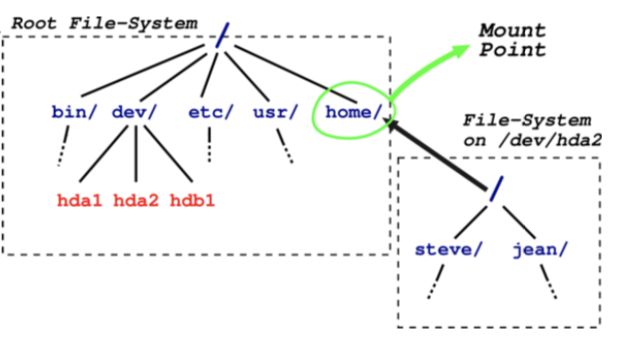 Root File-System
/
Mount
Point
bin/ dev/ etc/ usr/ home/
File-System
on /dev/hda2
hda1 hda2 hdb1
/
steve/ jean/